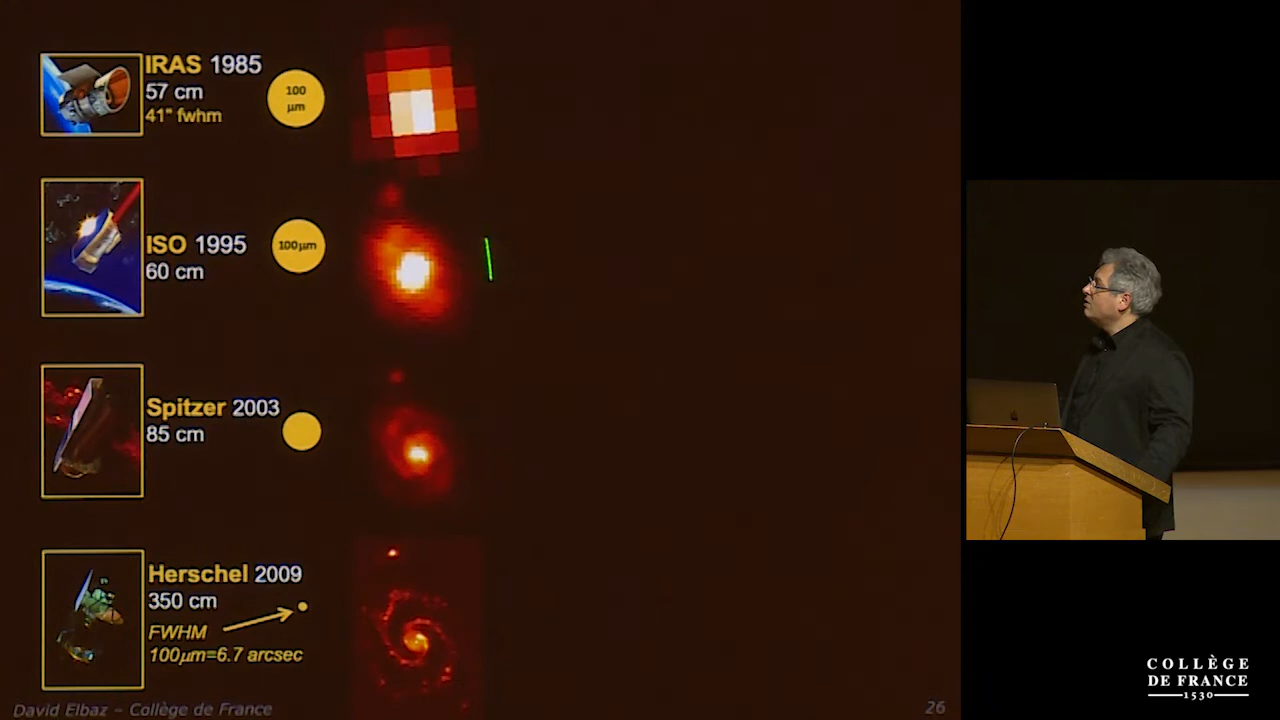 IRAS 1985
57 cm
41" fwhm
100
μm
ISO 1995
60 cm
100μm
Spitzer 2003
85 cm
Herschel 2009
350 cm
FWHM
100μm=6.7 arcsec
David Elbaz – Collège de France
26
COLLÈGE
DE FRANCE
1530